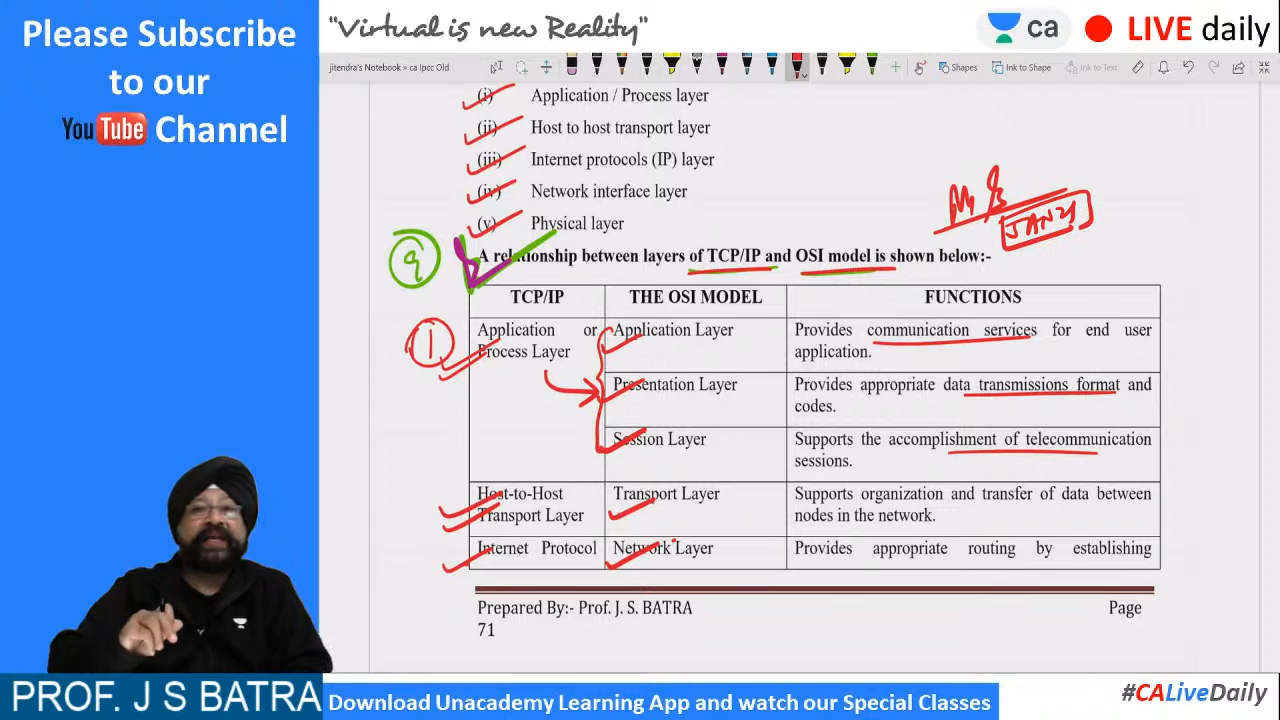 Please Subscribe
to our
YouTube Channel
"Virtual is new Reality"
ca LIVE daily
jitendra's Notebook » ca Ipcc Old
Shapes
Ink to Shape
Ink to Text
(i) Application / Process layer
(ii) Host to host transport layer
(iii) Internet protocols (IP) layer
(iv) Network interface layer
(v) Physical layer
JAN21
9
A relationship between layers of TCP/IP and OSI model is shown below:-
TCP/IP THE OSI MODEL FUNCTIONS
1
Application or Process Layer
Application Layer
Provides communication services for end user
application.
Presentation Layer
Provides appropriate data transmissions format and
codes.
Session Layer
Supports the accomplishment of telecommunication
sessions.
Host-to-Host
Transport Layer
Transport Layer
Supports organization and transfer of data between
nodes in the network.
Internet Protocol
Network Layer
Provides appropriate routing by establishing
Prepared By:- Prof. J. S. BATRA Page
71
PROF. J S BATRA
Download Unacademy Learning App and watch our Special Classes
#CALiveDaily